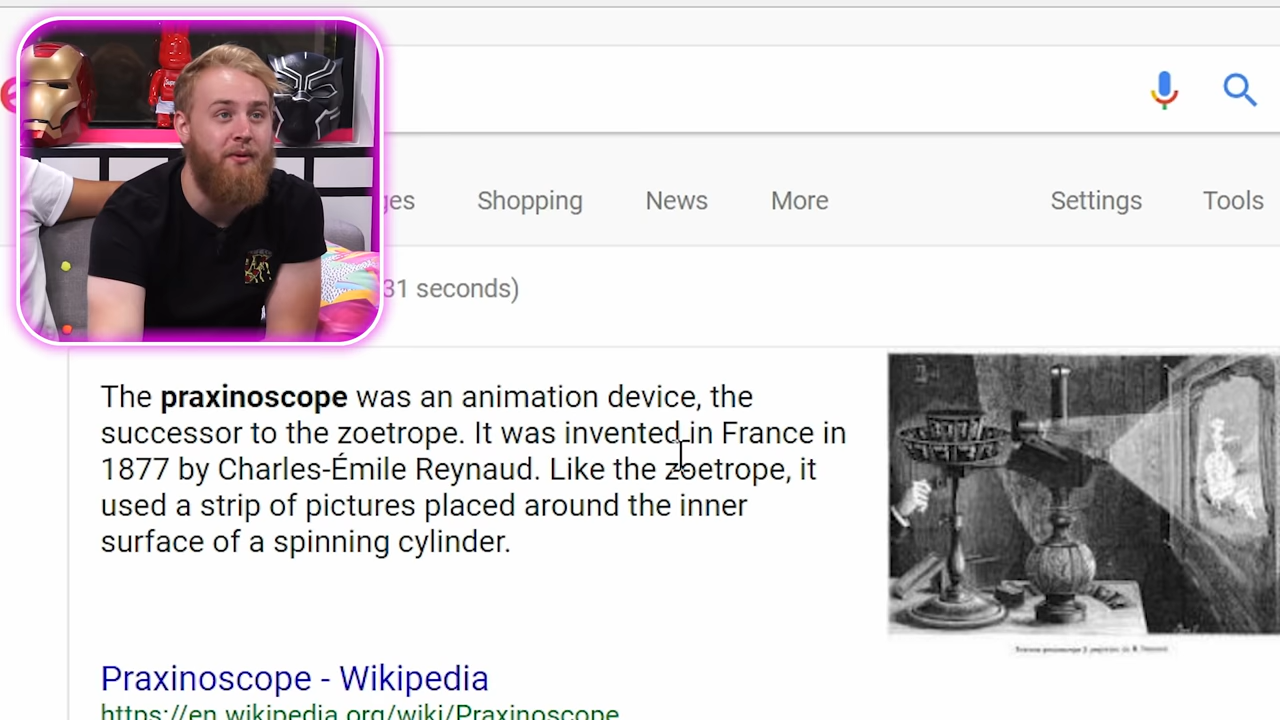 ges Shopping News More Settings Tools
31 seconds)
The praxinoscope was an animation device, the
successor to the zoetrope. It was invented in France in
1877 by Charles-Émile Reynaud. Like the zoetrope, it
used a strip of pictures placed around the inner
surface of a spinning cylinder.
Praxinoscope - Wikipedia
https://en.wikipedia.org/wiki/Praxinoscope